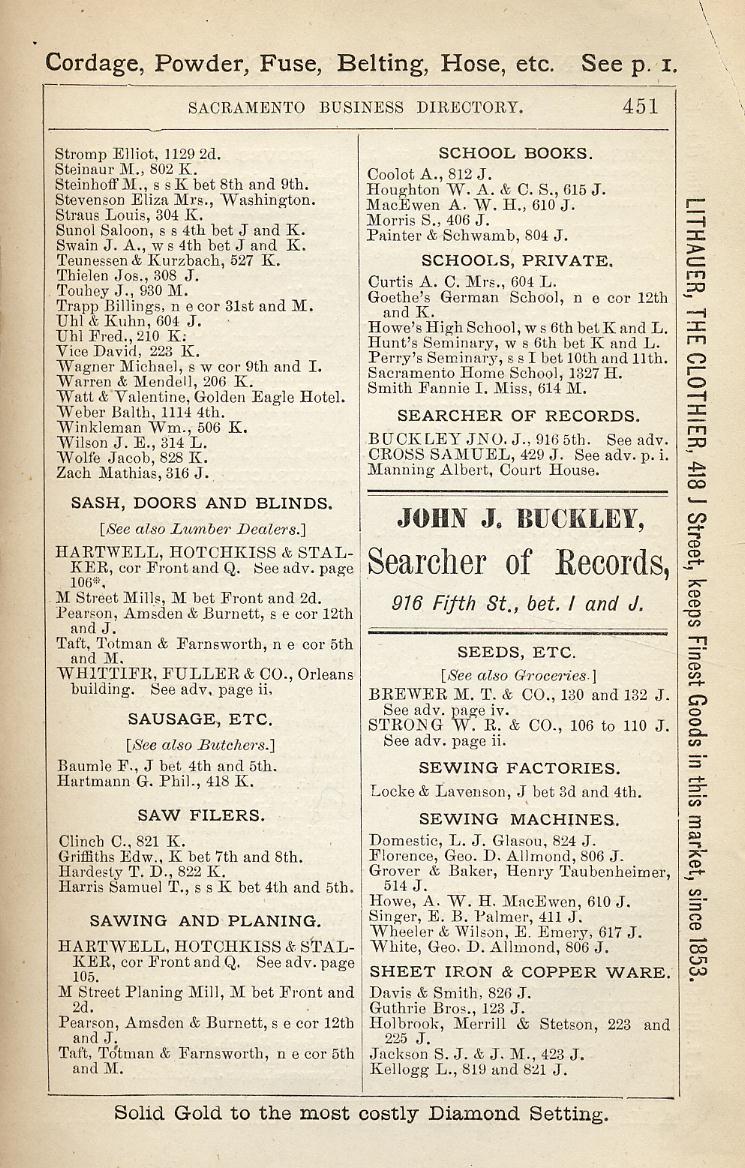 Cordage, Powder, Fuse, Belting, Hose, etc. See p. 1.
SACRAMENTO BUSINESS DIRECTORY. 451
Stromp Elliot, 1129 2d.
Steinaur M., 802 K.
Steinhoff M., s s K bet 8th and 9th.
Stevenson Eliza Mrs., Washington.
Straus Louis, 304 K.
Sunol Saloon, s s 4th bet J and K.
Swain J. A., w s 4th bet J and K.
Teunessen & Kurzbach, 527 K.
Thielen Jos., 308 J.
Touhey J., 930 M.
Trapp Billings, n e cor 31st and M.
Uhl & Kuhn, 604 J.
Uhl Fred., 210 K.
Vice David, 223 K.
Wagner Michael, s w cor 9th and I.
Warren & Mendell, 206 K.
Watt & Valentine, Golden Eagle Hotel.
Weber Balth, 1114 4th.
Winkleman Wm., 506 K.
Wilson J. E., 314 L.
Wolfe Jacob, 828 K.
Zach Mathias, 316 J.
SASH, DOORS AND BLINDS.
[See also Lumber Dealers.]
HARTWELL, HOTCHKISS & STAL-
KER, cor Front and Q. See adv. page
106*.
M Street Mills, M bet Front and 2d.
Pearson, Amsden & Burnett, s e cor 12th
and J.
Taft, Totman & Farnsworth, n e cor 5th
and M.
WHITTIFR, FULLER & CO., Orleans
building. See adv. page ii.
SAUSAGE, ETC.
[See also Butchers.]
Baumle F., J bet 4th and 5th.
Hartmann G. Phil., 418 K.
SAW FILERS.
Clinch C., 821 K.
Griffiths Edw., K bet 7th and 8th.
Hardesty T. D., 822 K.
Harris Samuel T., s s K bet 4th and 5th.
SAWING AND PLANING.
HARTWELL, HOTCHKISS & STAL-
KER, cor Front and Q. See adv. page
105.
M Street Planing Mill, M bet Front and
2d.
Pearson, Amsden & Burnett, s e cor 12th
and J.
Taft, Totman & Farnsworth, n e cor 5th
and M.
SCHOOL BOOKS.
Coolot A., 812 J.
Houghton W. A. & C. S., 615 J.
MacEwen A. W. H., 610 J.
Morris S., 406 J.
Painter & Schwamb, 804 J.
SCHOOLS, PRIVATE.
Curtis A. C. Mrs., 604 L.
Goethe's German School, n e cor 12th
and K.
Howe's High School, w s 6th bet K and L.
Hunt's Seminary, w s 6th bet K and L.
Perry's Seminary, s s I bet 10th and 11th.
Sacramento Home School, 1327 H.
Smith Fannie I. Miss, 614 M.
SEARCHER OF RECORDS.
BUCKLEY JNO. J., 916 5th. See adv.
CROSS SAMUEL, 429 J. See adv. p. i.
Manning Albert, Court House.
JOHN J. BUCKLEY,
Searcher of Records,
916 Fifth St., bet. I and J.
SEEDS, ETC.
[See also Groceries.]
BREWER M. T. & CO., 130 and 132 J.
See adv. page iv.
STRONG W. R. & CO., 106 to 110 J.
See adv. page ii.
SEWING FACTORIES.
Locke & Lavenson, J bet 3d and 4th.
SEWING MACHINES.
Domestic, L. J. Glasou, 824 J.
Florence, Geo. D. Allmond, 806 J.
Grover & Baker, Henry Taubenheimer,
514 J.
Howe, A. W. H. MacEwen, 610 J.
Singer, E. B. Palmer, 411 J.
Wheeler & Wilson, E. Emery, 617 J.
White, Geo. D. Allmond, 806 J.
SHEET IRON & COPPER WARE.
Davis & Smith, 826 J.
Guthrie Bros., 123 J.
Holbrook, Merrill & Stetson, 223 and
225 J.
Jackson S. J. & J. M., 423 J.
Kellogg L., 819 and 821 J.
LITHAUER, THE CLOTHIER, 418 J Street, keeps Finest Goods in this market, since 1853.
Solid Gold to the most costly Diamond Setting.